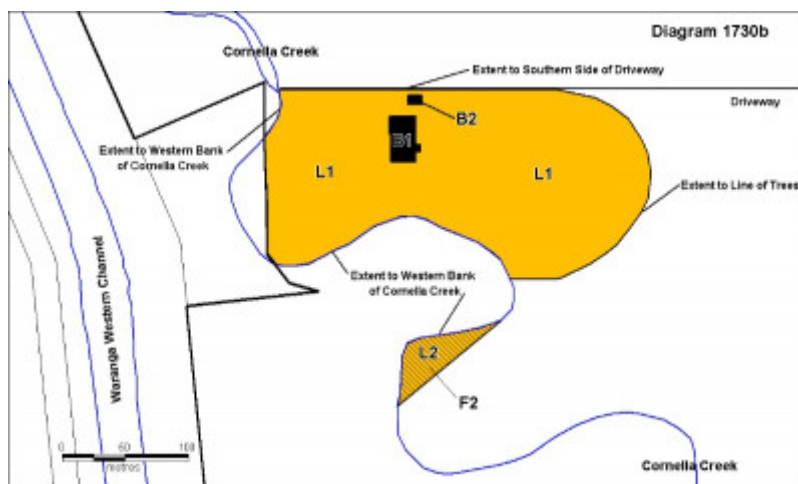 Diagram 1730b
Cornella Creek
Extent to Southern Side of Driveway
Driveway
B2
B1
Extent to Western Bank
of Cornella Creek
L1
L1
Extent to Line of Trees
Extent to Western Bank
of Cornella Creek
Waranga Western Channel
L2
F2
0 50 100
metres
Cornella Creek